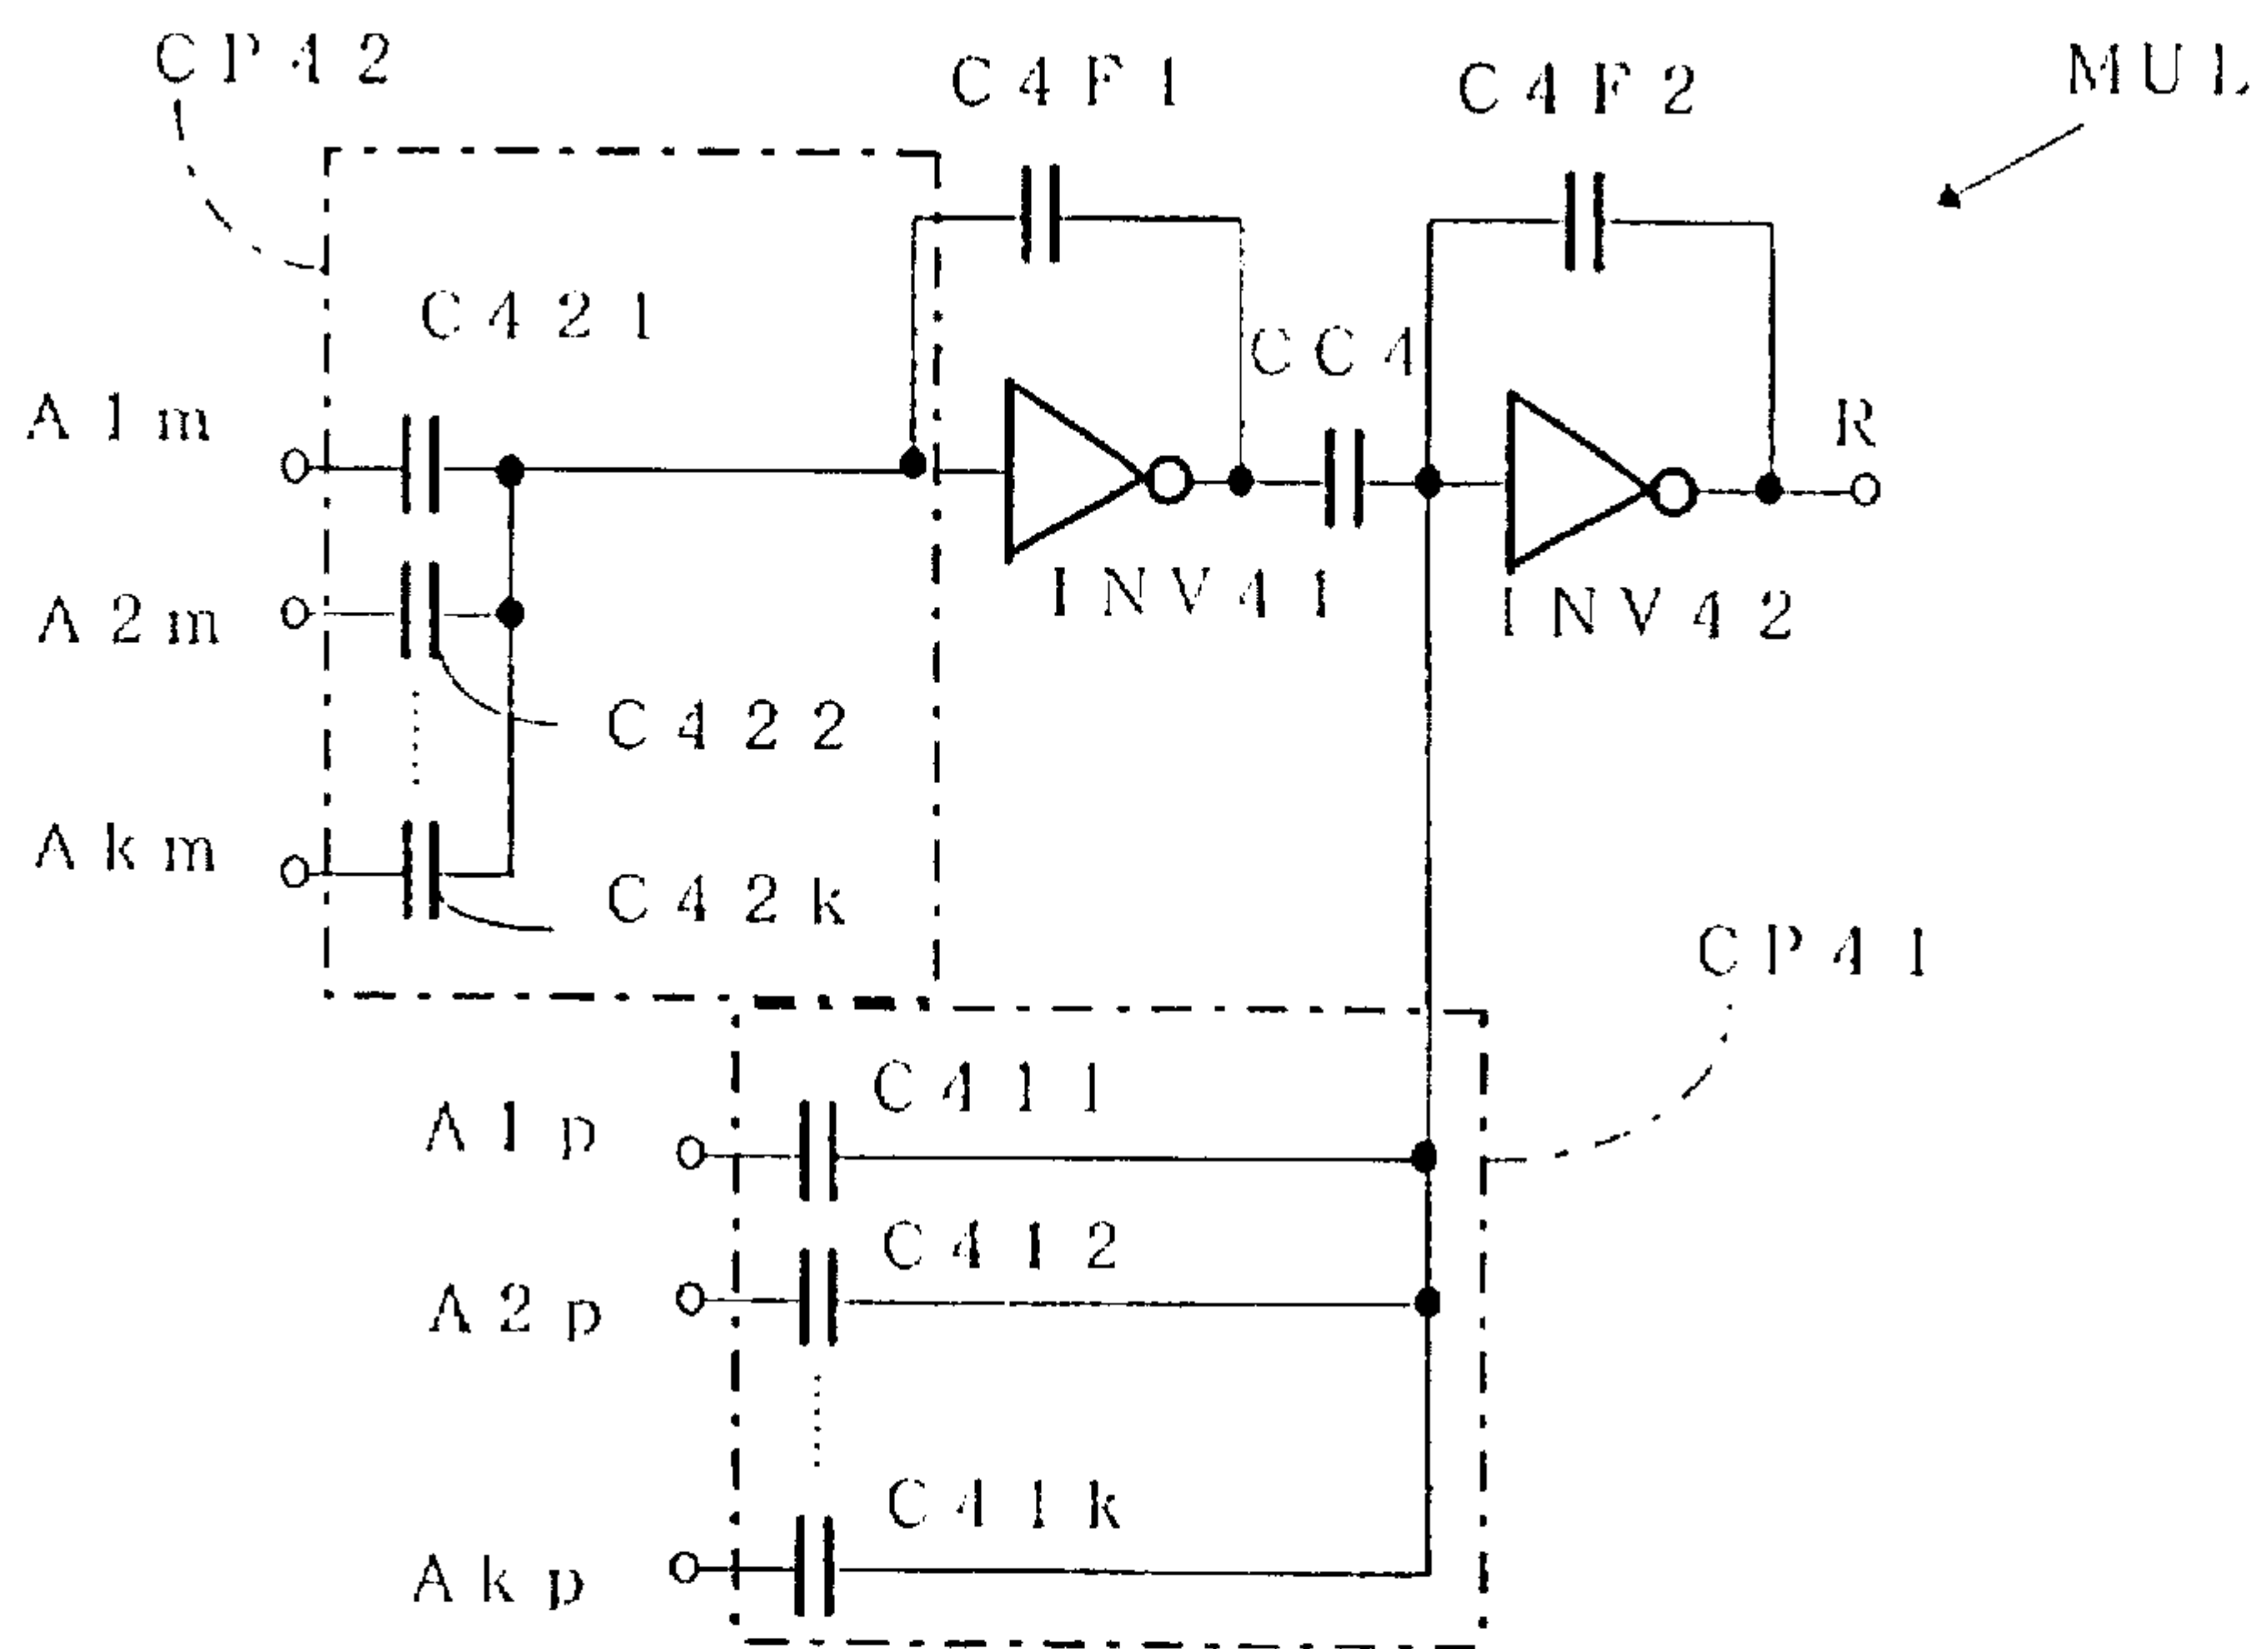 CP42
C4F1
C4F2
MUL
C421
CC4
A1m
R
INV41
INV42
A2m
C422
Akm
C42k
CP41
C411
A1p
C412
A2p
C41k
Akp